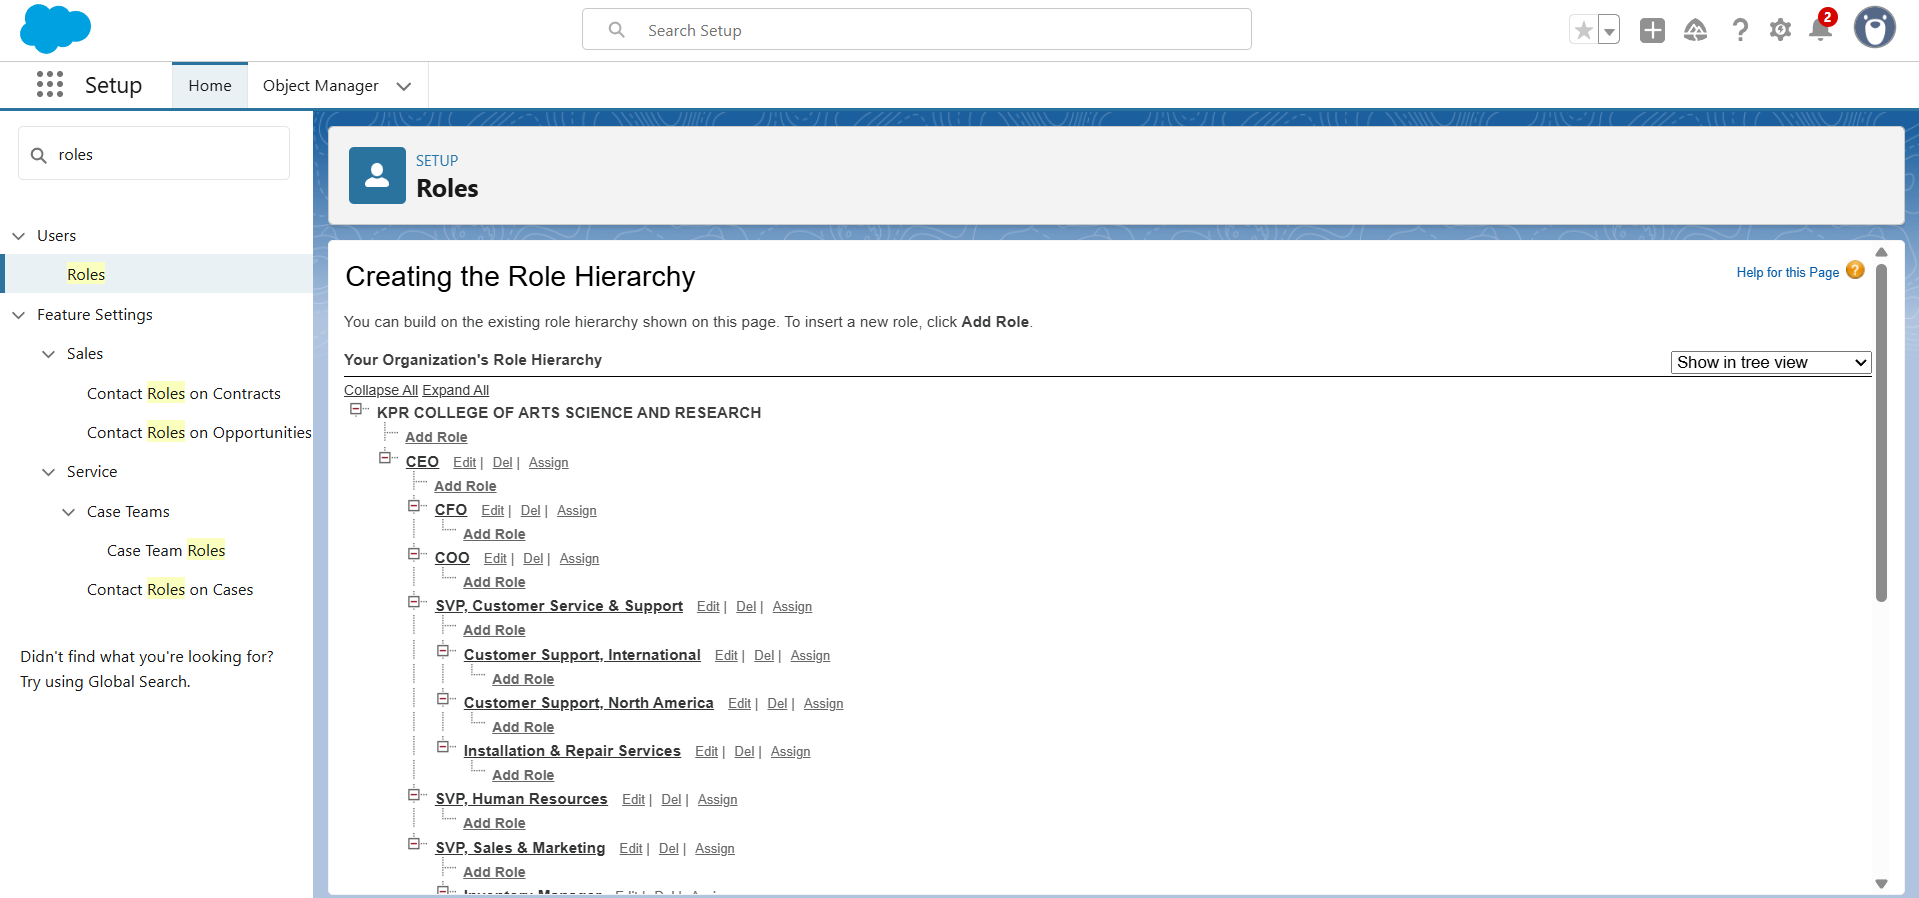 Search Setup
2
Setup
Home
Object Manager
roles
Users
Roles
Feature Settings
Sales
Contact Roles on Contracts
Contact Roles on Opportunities
Service
Case Teams
Case Team Roles
Contact Roles on Cases
Didn't find what you're looking for?
Try using Global Search.
SETUP
Roles
Creating the Role Hierarchy
Help for this Page ?
You can build on the existing role hierarchy shown on this page. To insert a new role, click Add Role.
Your Organization's Role Hierarchy
Show in tree view
Collapse All Expand All
KPR COLLEGE OF ARTS SCIENCE AND RESEARCH
Add Role
CEO Edit | Del | Assign
Add Role
CFO Edit | Del | Assign
Add Role
COO Edit | Del | Assign
Add Role
SVP, Customer Service & Support Edit | Del | Assign
Add Role
Customer Support, International Edit | Del | Assign
Add Role
Customer Support, North America Edit | Del | Assign
Add Role
Installation & Repair Services Edit | Del | Assign
Add Role
SVP, Human Resources Edit | Del | Assign
Add Role
SVP, Sales & Marketing Edit | Del | Assign
Add Role
Inventory Manager Edit | Del | Assign